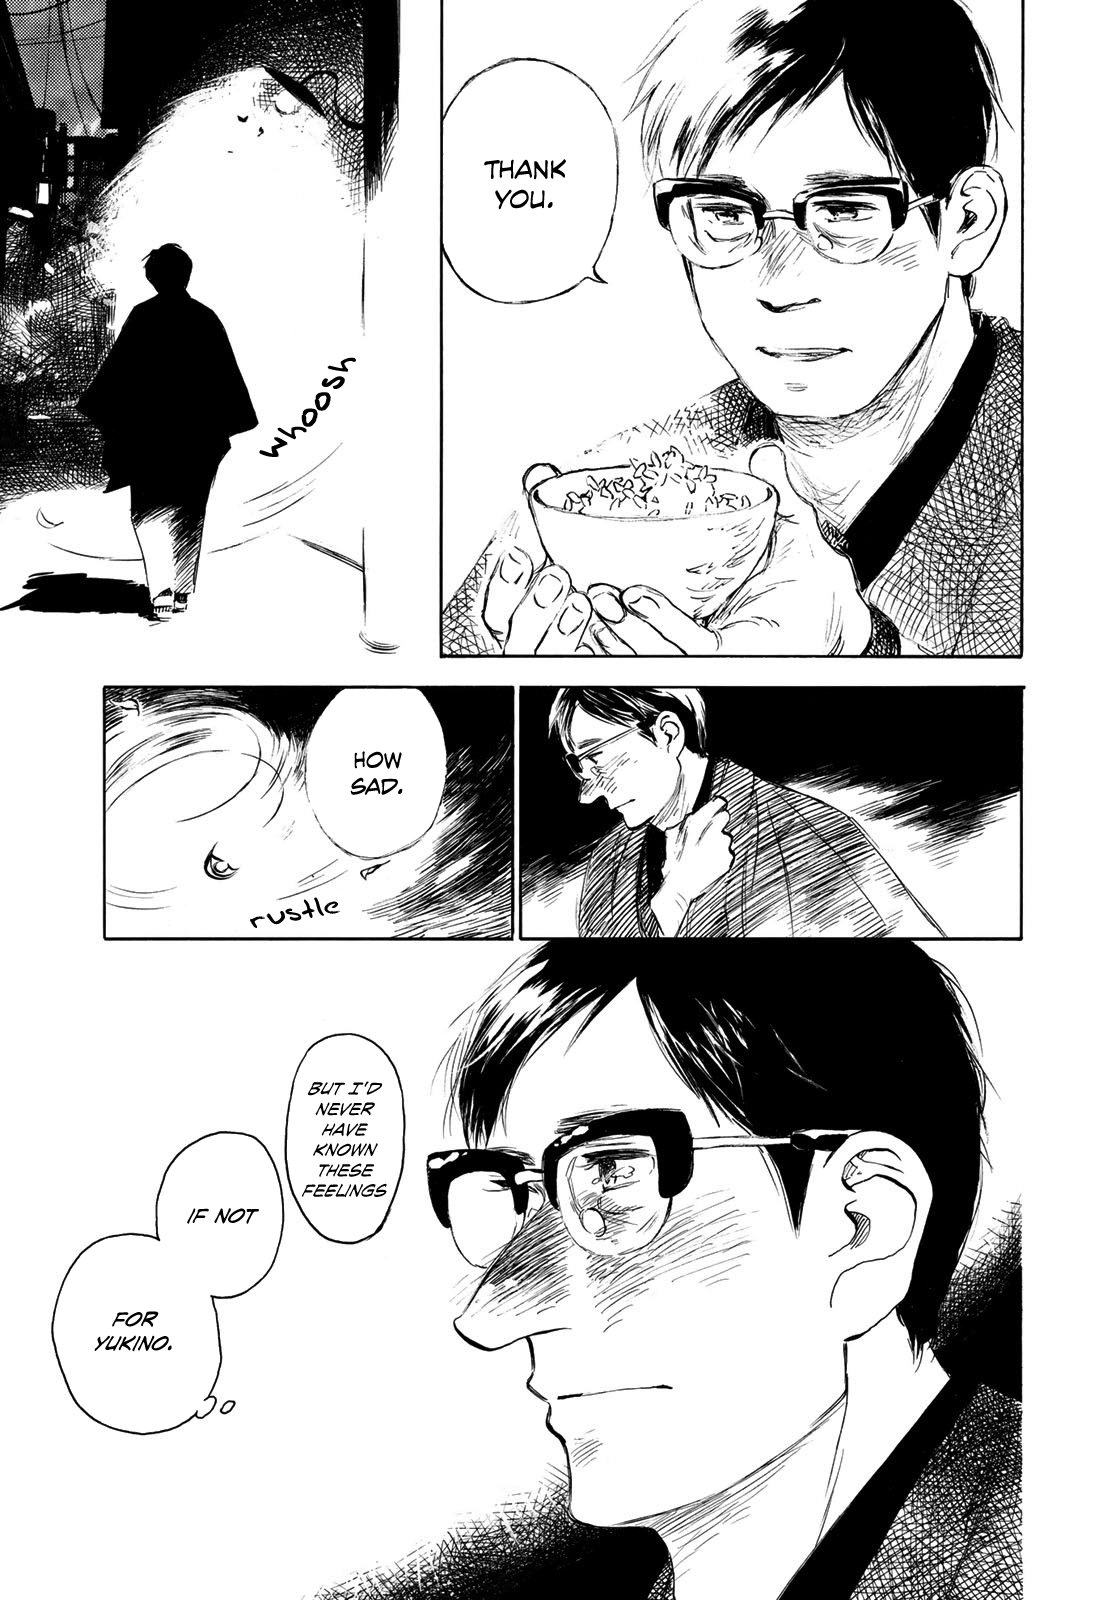 THANK
YOU.
whoosh
HOW
SAD.
rustle
BUT I'D
NEVER
HAVE
KNOWN
THESE
FEELINGS
IF NOT
FOR
YUKINO.